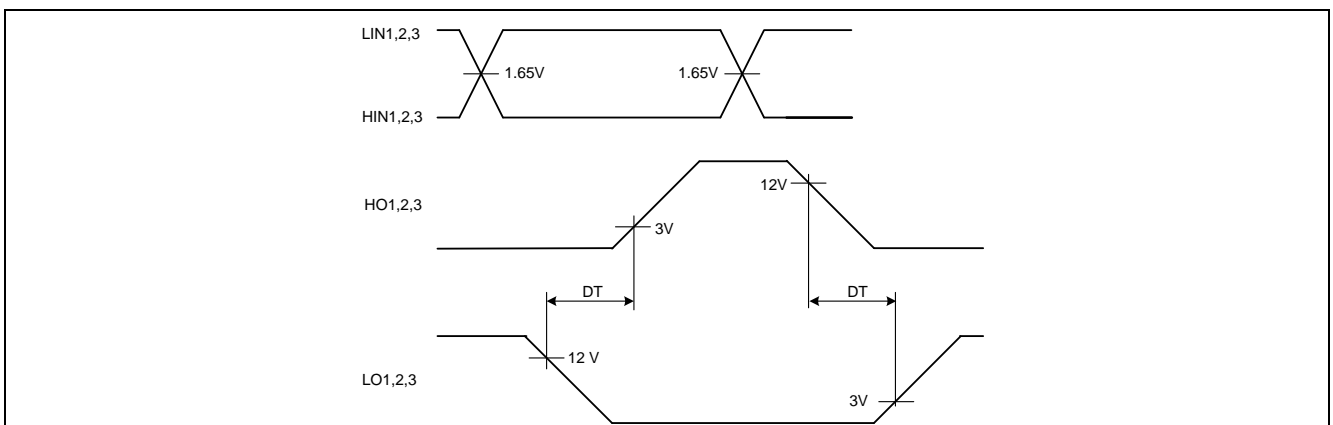 LIN1,2,3
1.65V 1.65V
HIN1,2,3
12V
HO1,2,3
3V
DT DT
12 V
LO1,2,3
3V